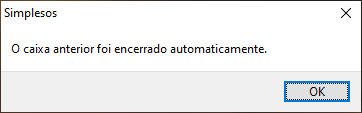 Simplesos
O caixa anterior foi encerrado automaticamente.
OK